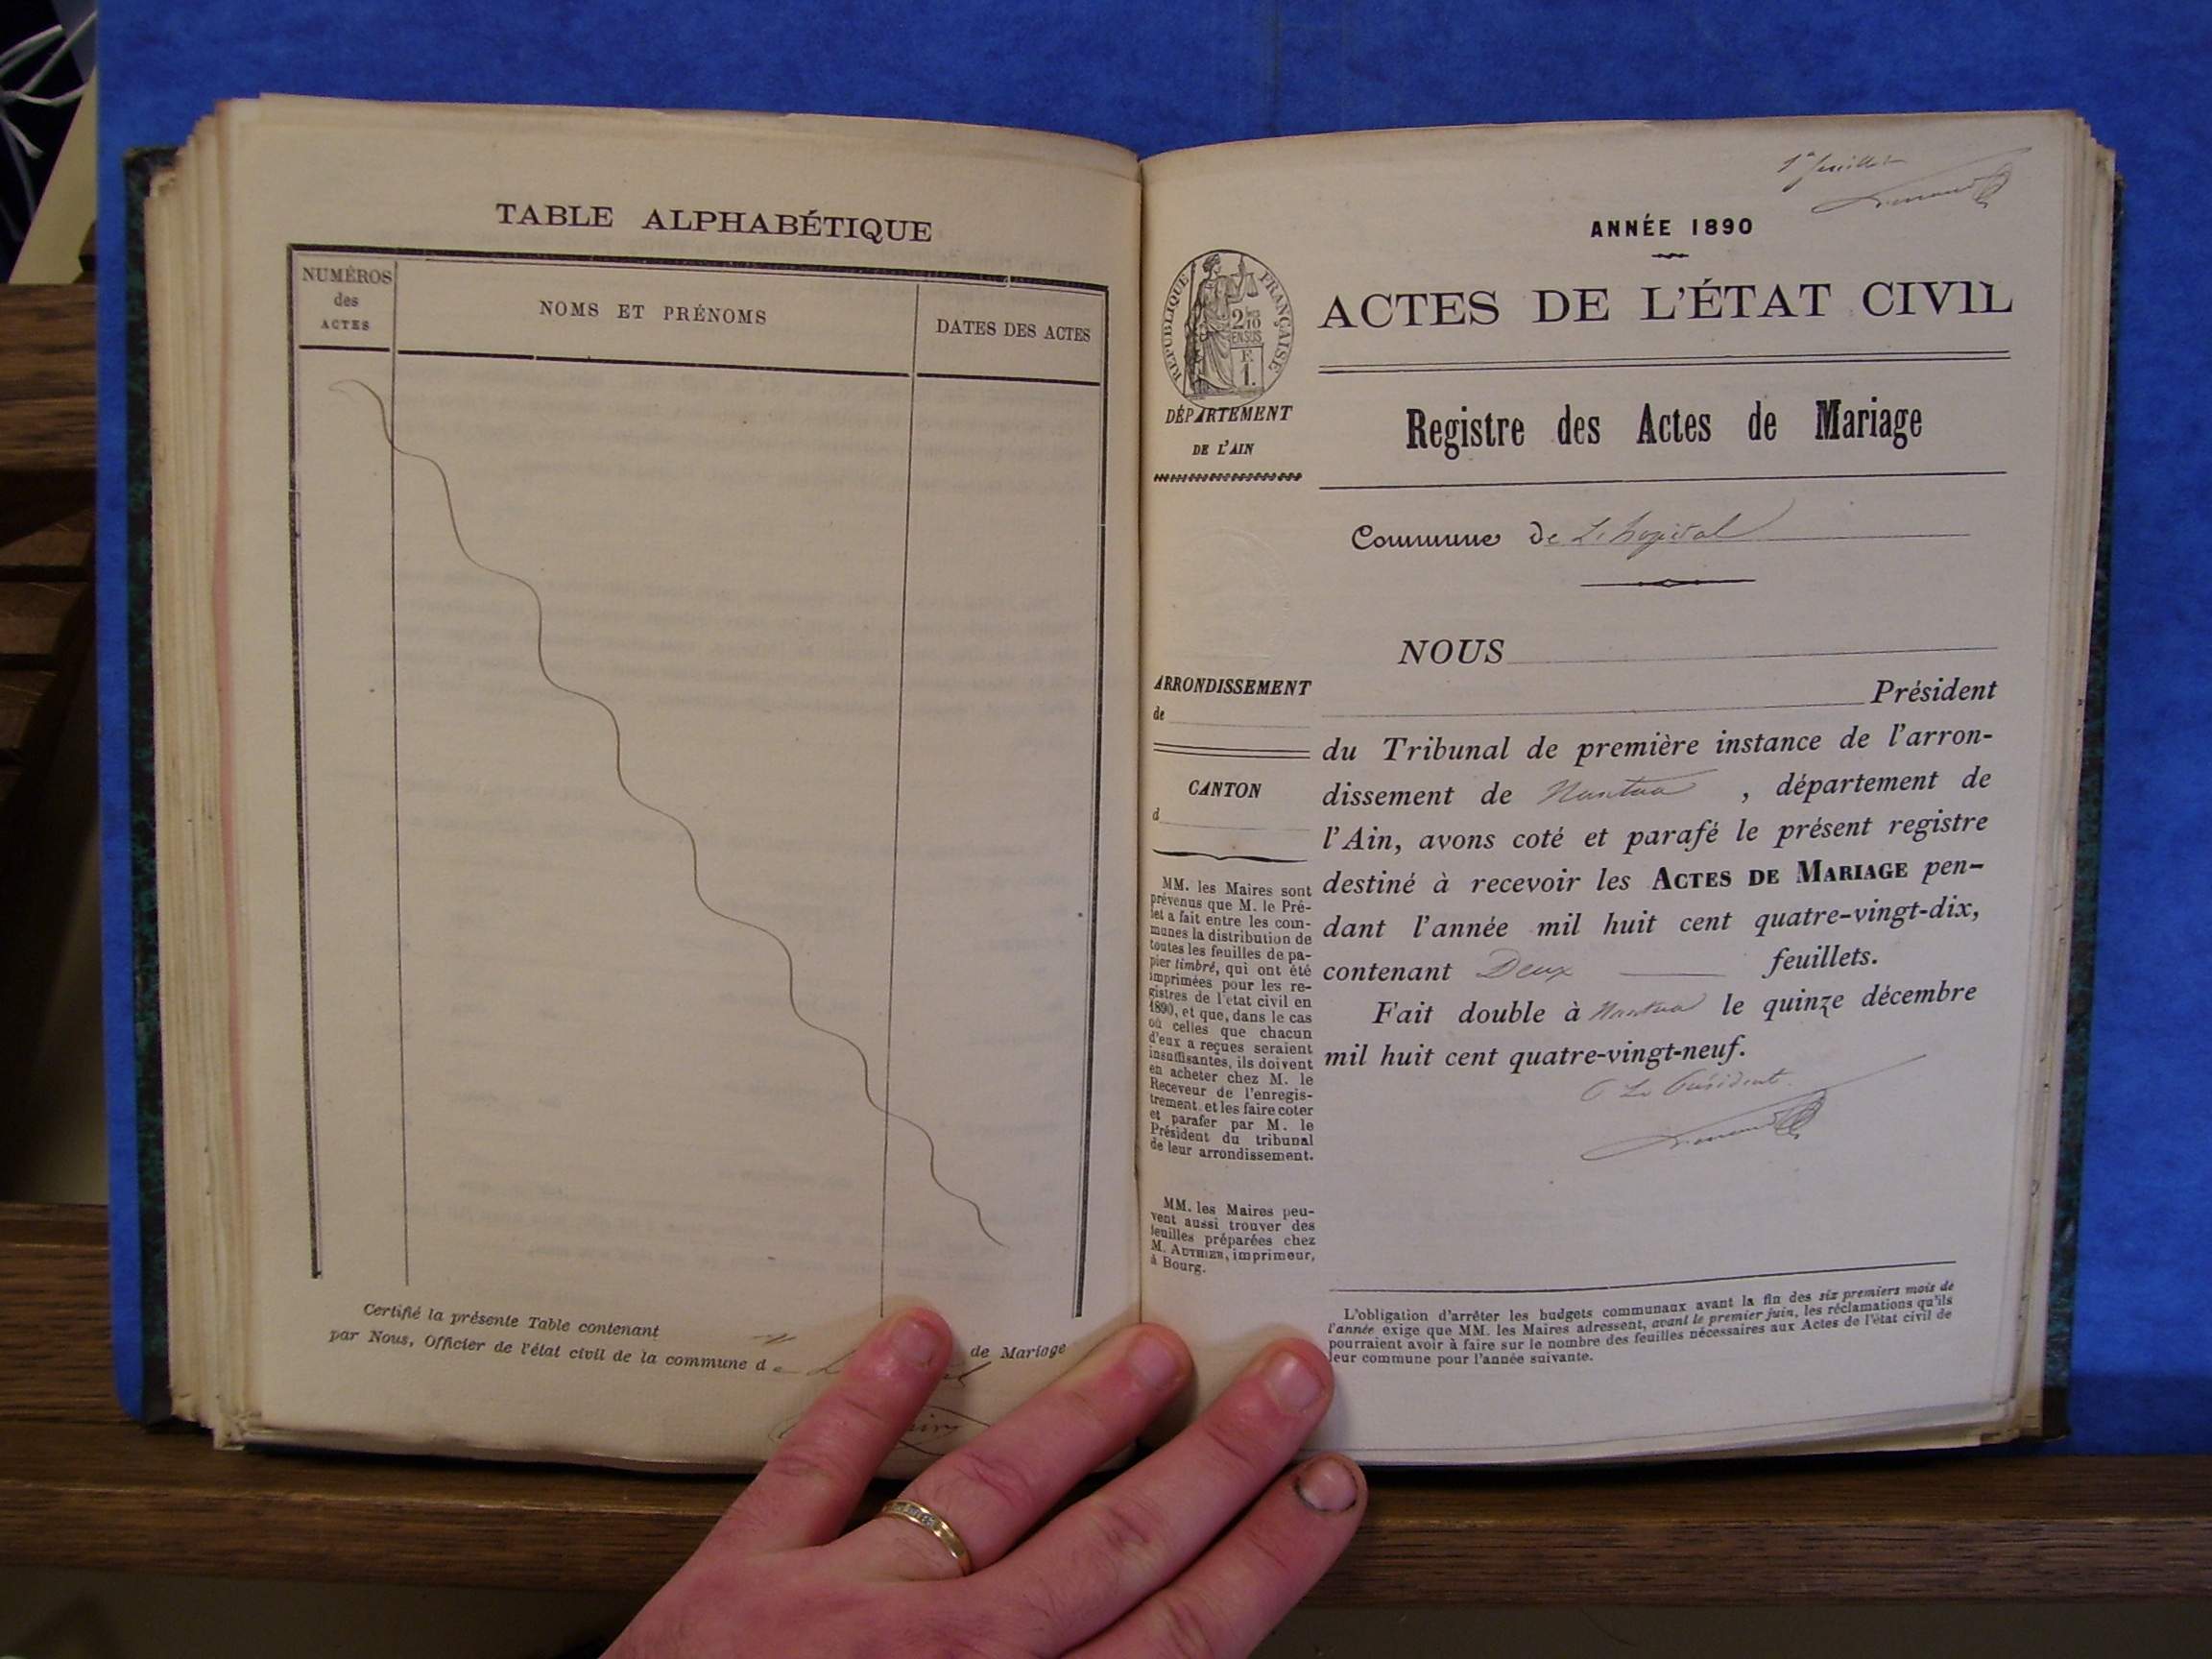 TABLE ALPHABÉTIQUE
NUMÉROS
des
ACTES
NOMS ET PRÉNOMS
DATES DES ACTES
Certifié la présente Table contenant
de Mariage
par Nous, Officier de l'état civil de la commune d e
1er feuillet
ANNÉE 1890
RÉPUBLIQUE FRANÇAISE
2/10
EN SUS
F.
1.
ACTES DE L'ÉTAT CIVIL
DÉPARTEMENT
DE L'AIN
Registre des Actes de Mariage
Commune de L'hopital
NOUS
ARRONDISSEMENT
de
CANTON
d
Président
du Tribunal de première instance de l'arron-
dissement de Nantua , département de
l'Ain, avons coté et parafé le présent registre
destiné à recevoir les ACTES DE MARIAGE pen-
dant l'année mil huit cent quatre-vingt-dix,
contenant Deux feuillets.
Fait double à Nantua le quinze décembre
mil huit cent quatre-vingt-neuf.
Le Président
MM. les Maires sont
prévenus que M. le Pré-
fet a fait entre les com-
munes la distribution de
toutes les feuilles de pa-
pier timbré, qui ont été
imprimées pour les re-
gistres de l'état civil en
1890, et que, dans le cas
où celles que chacun
d'eux a reçues seraient
insuffisantes, ils doivent
en acheter chez M. le
Receveur de l'enregis-
trement et les faire coter
et parafer par M. le
Président du tribunal
de leur arrondissement.
MM. les Maires peu-
vent aussi trouver des
feuilles préparées chez
M. AUTHIER, imprimeur,
à Bourg.
L'obligation d'arrêter les budgets communaux avant la fin des six premiers mois de
l'année exige que MM. les Maires adressent, avant le premier juin, les réclamations qu'ils
pourraient avoir à faire sur le nombre des feuilles nécessaires aux Actes de l'état civil de
leur commune pour l'année suivante.